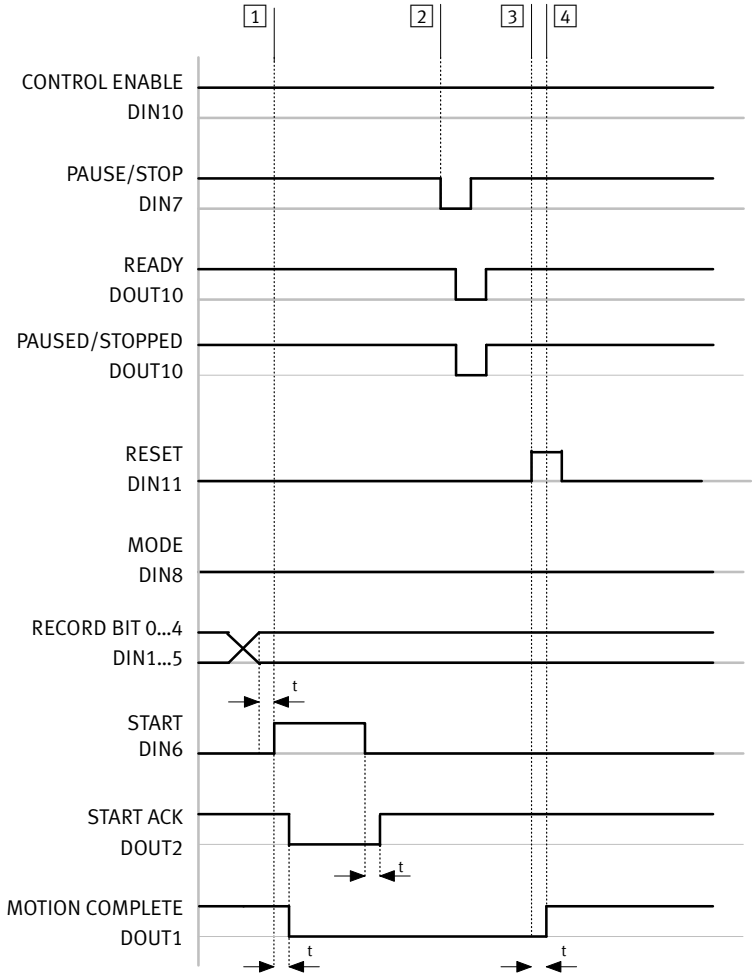 1 2 3 4
CONTROL ENABLE
DIN10
PAUSE/STOP
DIN7
READY
DOUT10
PAUSED/STOPPED
DOUT10
RESET
DIN11
MODE
DIN8
RECORD BIT 0...4
DIN1...5
t
START
DIN6
START ACK
DOUT2
t
MOTION COMPLETE
DOUT1
t t